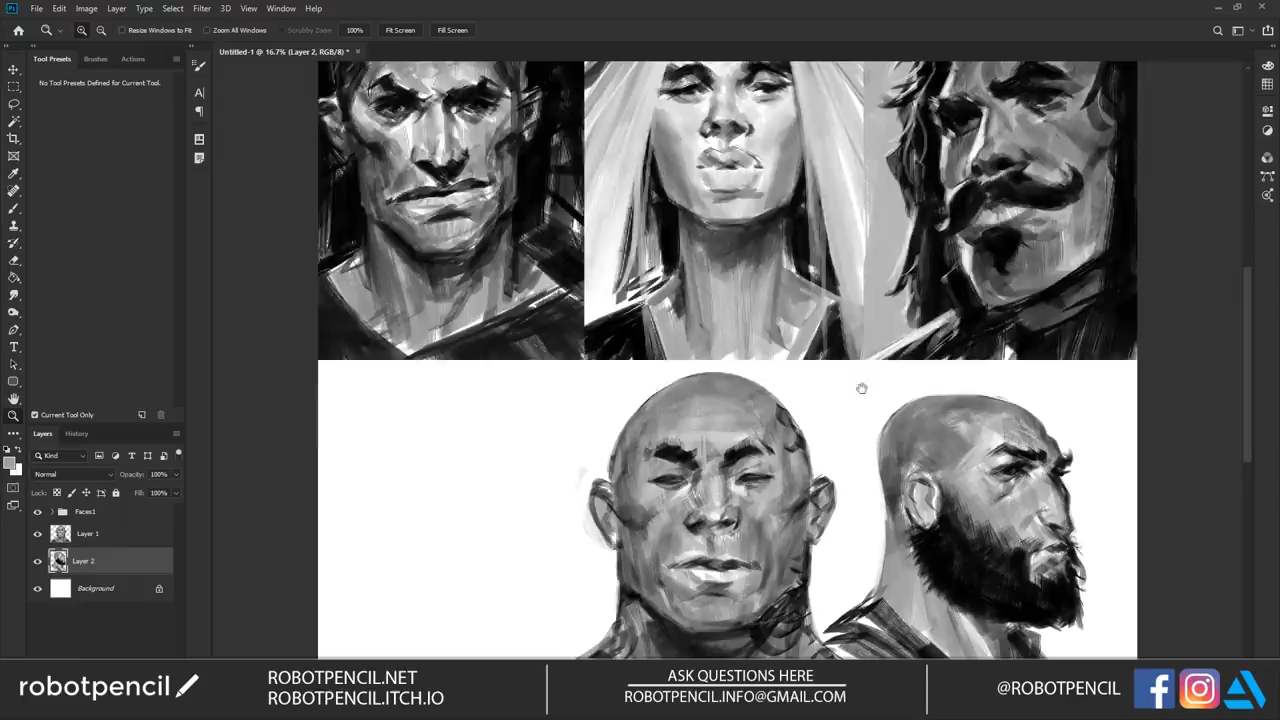 Ps File Edit Image Layer Type Select Filter 3D View Window Help
Resize Windows to Fit Zoom All Windows Scrubby Zoom 100% Fit Screen Fill Screen
Untitled-1 @ 16.7% (Layer 2, RGB/8) * ×
Tool Presets Brushes Actions
No Tool Presets Defined for Current Tool.
Current Tool Only
Layers History
Kind
Normal Opacity: 100%
Lock: Fill: 100%
Faces1
Layer 1
Layer 2
Background
robotpencil
ROBOTPENCIL.NET
ROBOTPENCIL.ITCH.IO
ASK QUESTIONS HERE
ROBOTPENCIL.INFO@GMAIL.COM
@ROBOTPENCIL